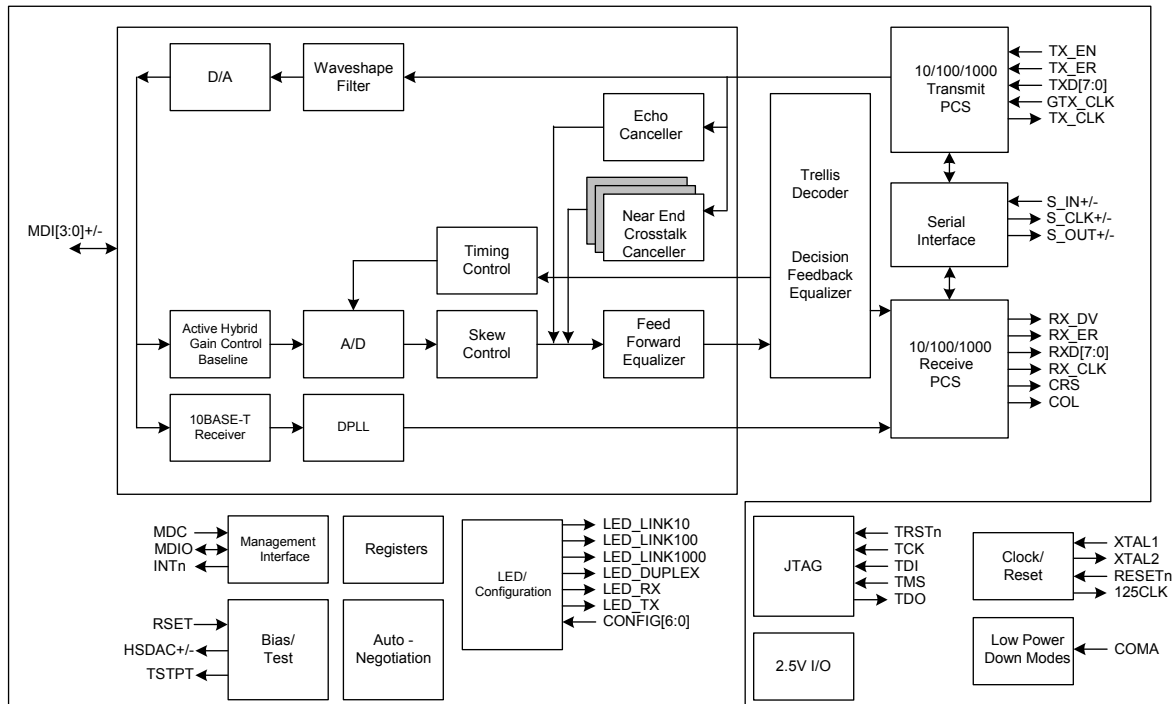 D/A
Waveshape
Filter
10/100/1000
Transmit
PCS
TX_EN
TX_ER
TXD[7:0]
GTX_CLK
TX_CLK
Echo
Canceller
Near End
Crosstalk
Canceller
Trellis
Decoder
Decision
Feedback
Equalizer
Serial
Interface
S_IN+/-
S_CLK+/-
S_OUT+/-
MDI[3:0]+/-
Timing
Control
Active Hybrid
Gain Control
Baseline
A/D
Skew
Control
Feed
Forward
Equalizer
10/100/1000
Receive
PCS
RX_DV
RX_ER
RXD[7:0]
RX_CLK
CRS
COL
10BASE-T
Receiver
DPLL
MDC
MDIO
INTn
Management
Interface
Registers
LED/
Configuration
LED_LINK10
LED_LINK100
LED_LINK1000
LED_DUPLEX
LED_RX
LED_TX
CONFIG[6:0]
JTAG
TRSTn
TCK
TDI
TMS
TDO
Clock/
Reset
XTAL1
XTAL2
RESETn
125CLK
RSET
HSDAC+/-
TSTPT
Bias/
Test
Auto -
Negotiation
2.5V I/O
Low Power
Down Modes
COMA